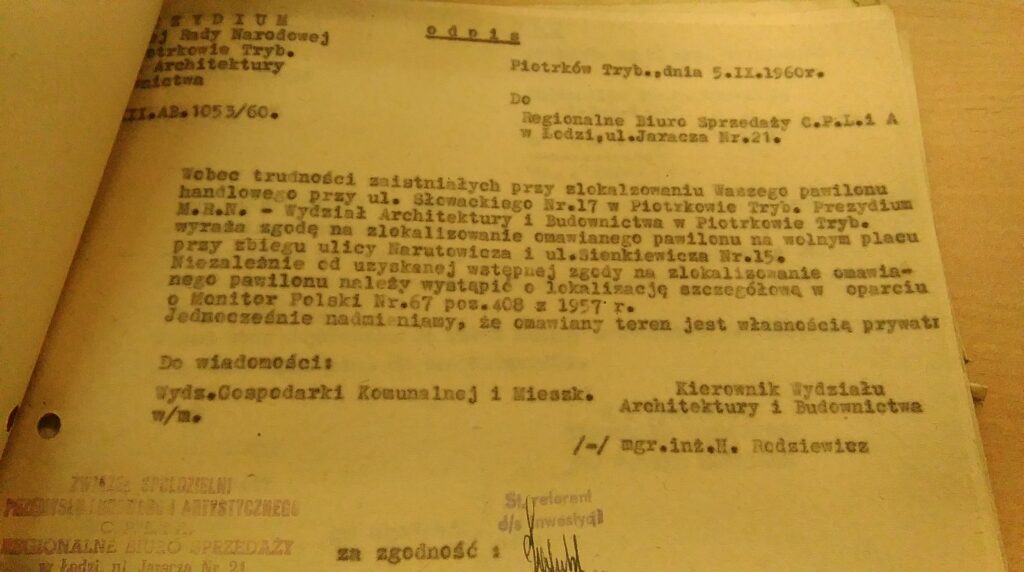 ZYDIUM
ej Rady Narodowej
otrkowie Tryb.
Architektury
nictwa
II.AB.1053/60.
odpis
Piotrków Tryb.,dnia 5.II.1960r.
Do
Regionalne Biuro Sprzedaży C.P.L.i A
w Łodzi,ul.Jaracza Nr.21.
Wobec trudności zaistniałych przy zlokalzowaniu Waszego pawilonu
handlowego przy ul. Słowackiego Nr.17 w Piotrkowie Tryb. Prezydium
M.R.N. - Wydział Architektury i Budownictwa w Piotrkowie Tryb.
wyraża zgodę na zlokalizowanie omawianego pawilonu na wolnym placu
przy zbiegu ulicy Narutowicza i ul.Sienkiewicza Nr.15.
Niezależnie od uzyskanej wstępnej zgody na zlokalizowanie omawia-
nego pawilonu należy wystąpić o lokalizację szczegółową w oparciu
o Monitor Polski Nr.67 poz.408 z 1957 r.
Jednocześnie nadmieniamy, że omawiany teren jest własnością prywatn
Do wiadomości:
Wydz.Gospodarki Komunalnej i Mieszk.
w/m.
Kierownik Wydziału
Architektury i Budownictwa
/-/ mgr.inż.H. Rodziewicz
ZWIĄZEK SPÓŁDZIELNI
PRZEMYSŁU LUDOWEGO I ARTYSTYCZNEGO
C.P.L.I A.
REGIONALNE BIURO SPRZEDAŻY
w Łodzi, ul. Jaracza Nr 21
St. referent
d/s inwestycji
za zgodność :